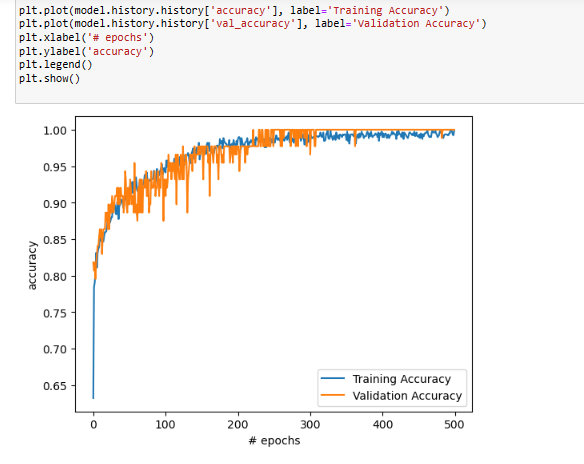 plt.plot(model.history.history['accuracy'], label='Training Accuracy')
plt.plot(model.history.history['val_accuracy'], label='Validation Accuracy')
plt.xlabel('# epochs')
plt.ylabel('accuracy')
plt.legend()
plt.show()
1.00
0.95
0.90
0.85
0.80
0.75
0.70
0.65
accuracy
Training Accuracy
Validation Accuracy
0 100 200 300 400 500
# epochs